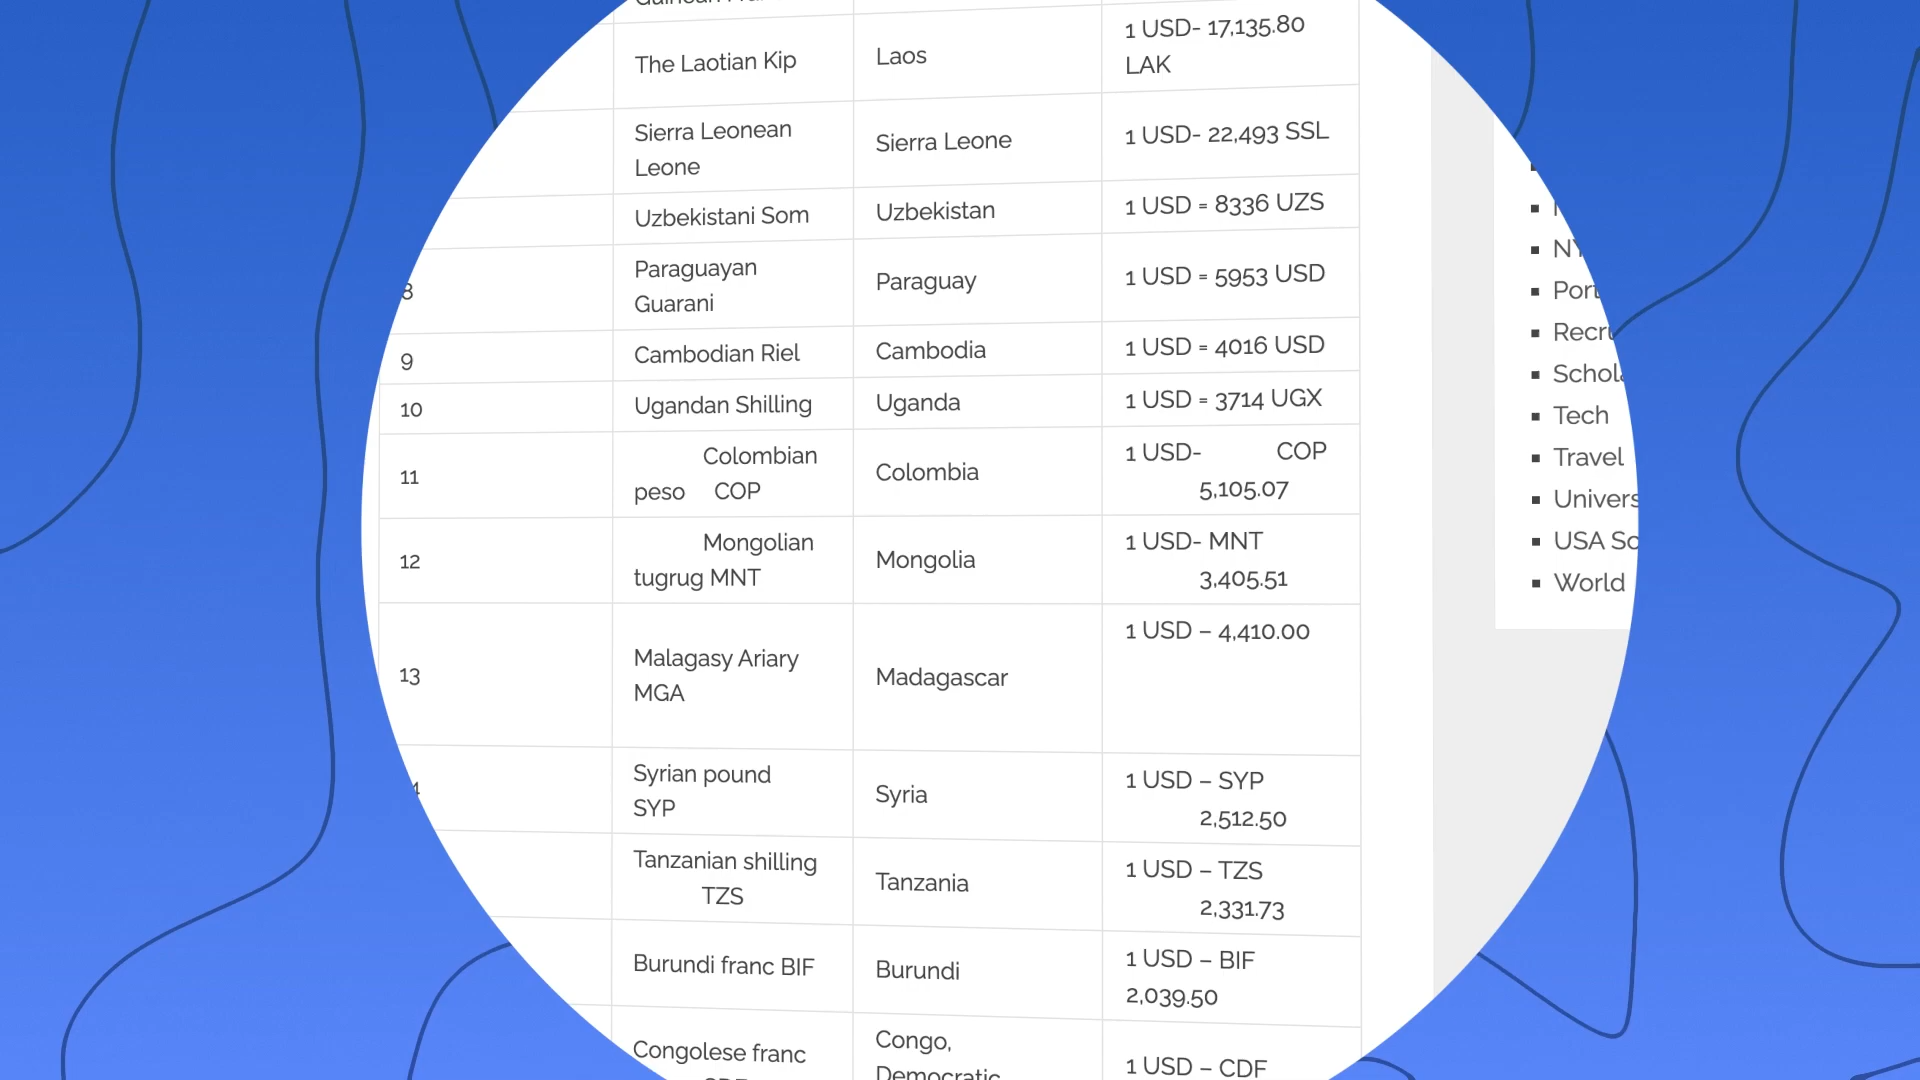 The Laotian Kip
Laos
1 USD- 17,135.80
LAK
Sierra Leonean
Leone
Sierra Leone
1 USD- 22,493 SSL
Uzbekistani Som
Uzbekistan
1 USD = 8336 UZS
8
Paraguayan
Guarani
Paraguay
1 USD = 5953 USD
9
Cambodian Riel
Cambodia
1 USD = 4016 USD
10
Ugandan Shilling
Uganda
1 USD = 3714 UGX
11
Colombian
peso COP
Colombia
1 USD- COP
5,105.07
12
Mongolian
tugrug MNT
Mongolia
1 USD- MNT
3,405.51
13
Malagasy Ariary
MGA
Madagascar
1 USD – 4,410.00
Syrian pound
SYP
Syria
1 USD – SYP
2,512.50
Tanzanian shilling
TZS
Tanzania
1 USD – TZS
2,331.73
Burundi franc BIF
Burundi
1 USD – BIF
2,039.50
Congolese franc
Congo,
Democratic
1 USD – CDF
Tech
Travel
USA
World